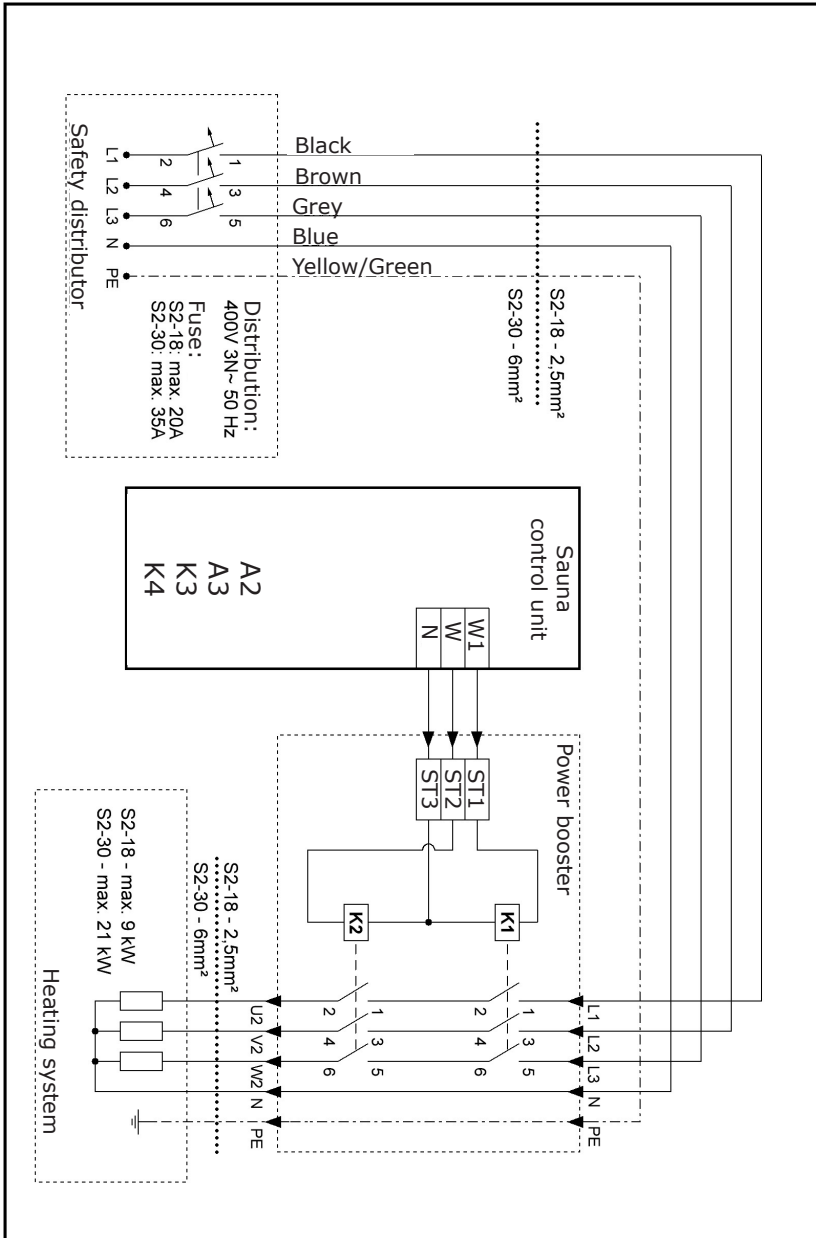 Safety distributor
L1
L2
L3
N
PE
2
4
6
1
3
5
Black
Brown
Grey
Blue
Yellow/Green
Distribution:
400V 3N~ 50 Hz
Fuse:
S2-18: max. 20A
S2-30: max. 35A
S2-18 - 2,5mm²
S2-30 - 6mm²
Sauna
control unit
W1
W
N
A2
A3
K3
K4
Power booster
ST1
ST2
ST3
K1
K2
L1
L2
L3
N
PE
1
3
5
2
4
6
1
3
5
2
4
6
U2
V2
W2
N
PE
S2-18 - 2,5mm²
S2-30 - 6mm²
S2-18 - max. 9 kW
S2-30 - max. 21 kW
Heating system